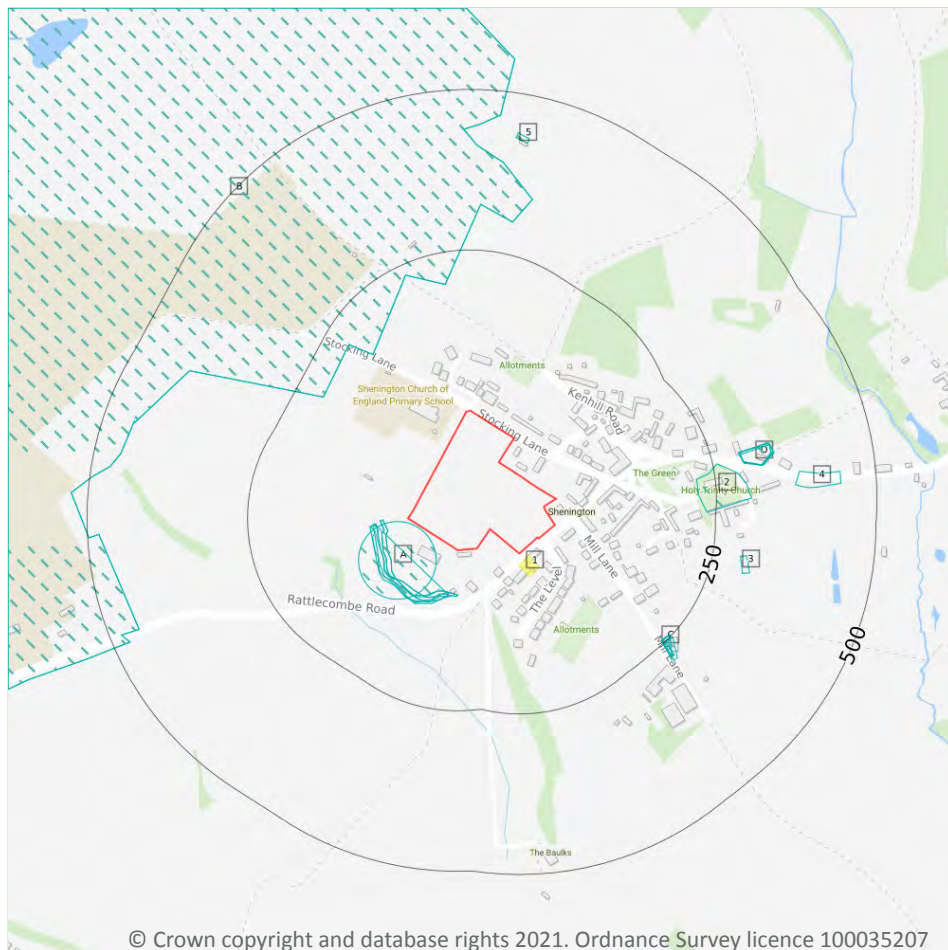 5
B
Stocking Lane
Allotments
Shenington Church of
England Primary School
Kenhill Road
Stocking Lane
D
The Green
2
4
Holy Trinity Church
Shenington
A
1
3
Mill Lane
250
The Level
Rattlecombe Road
Allotments
C
500
Mill Lane
The Baulks
© Crown copyright and database rights 2021. Ordnance Survey licence 100035207